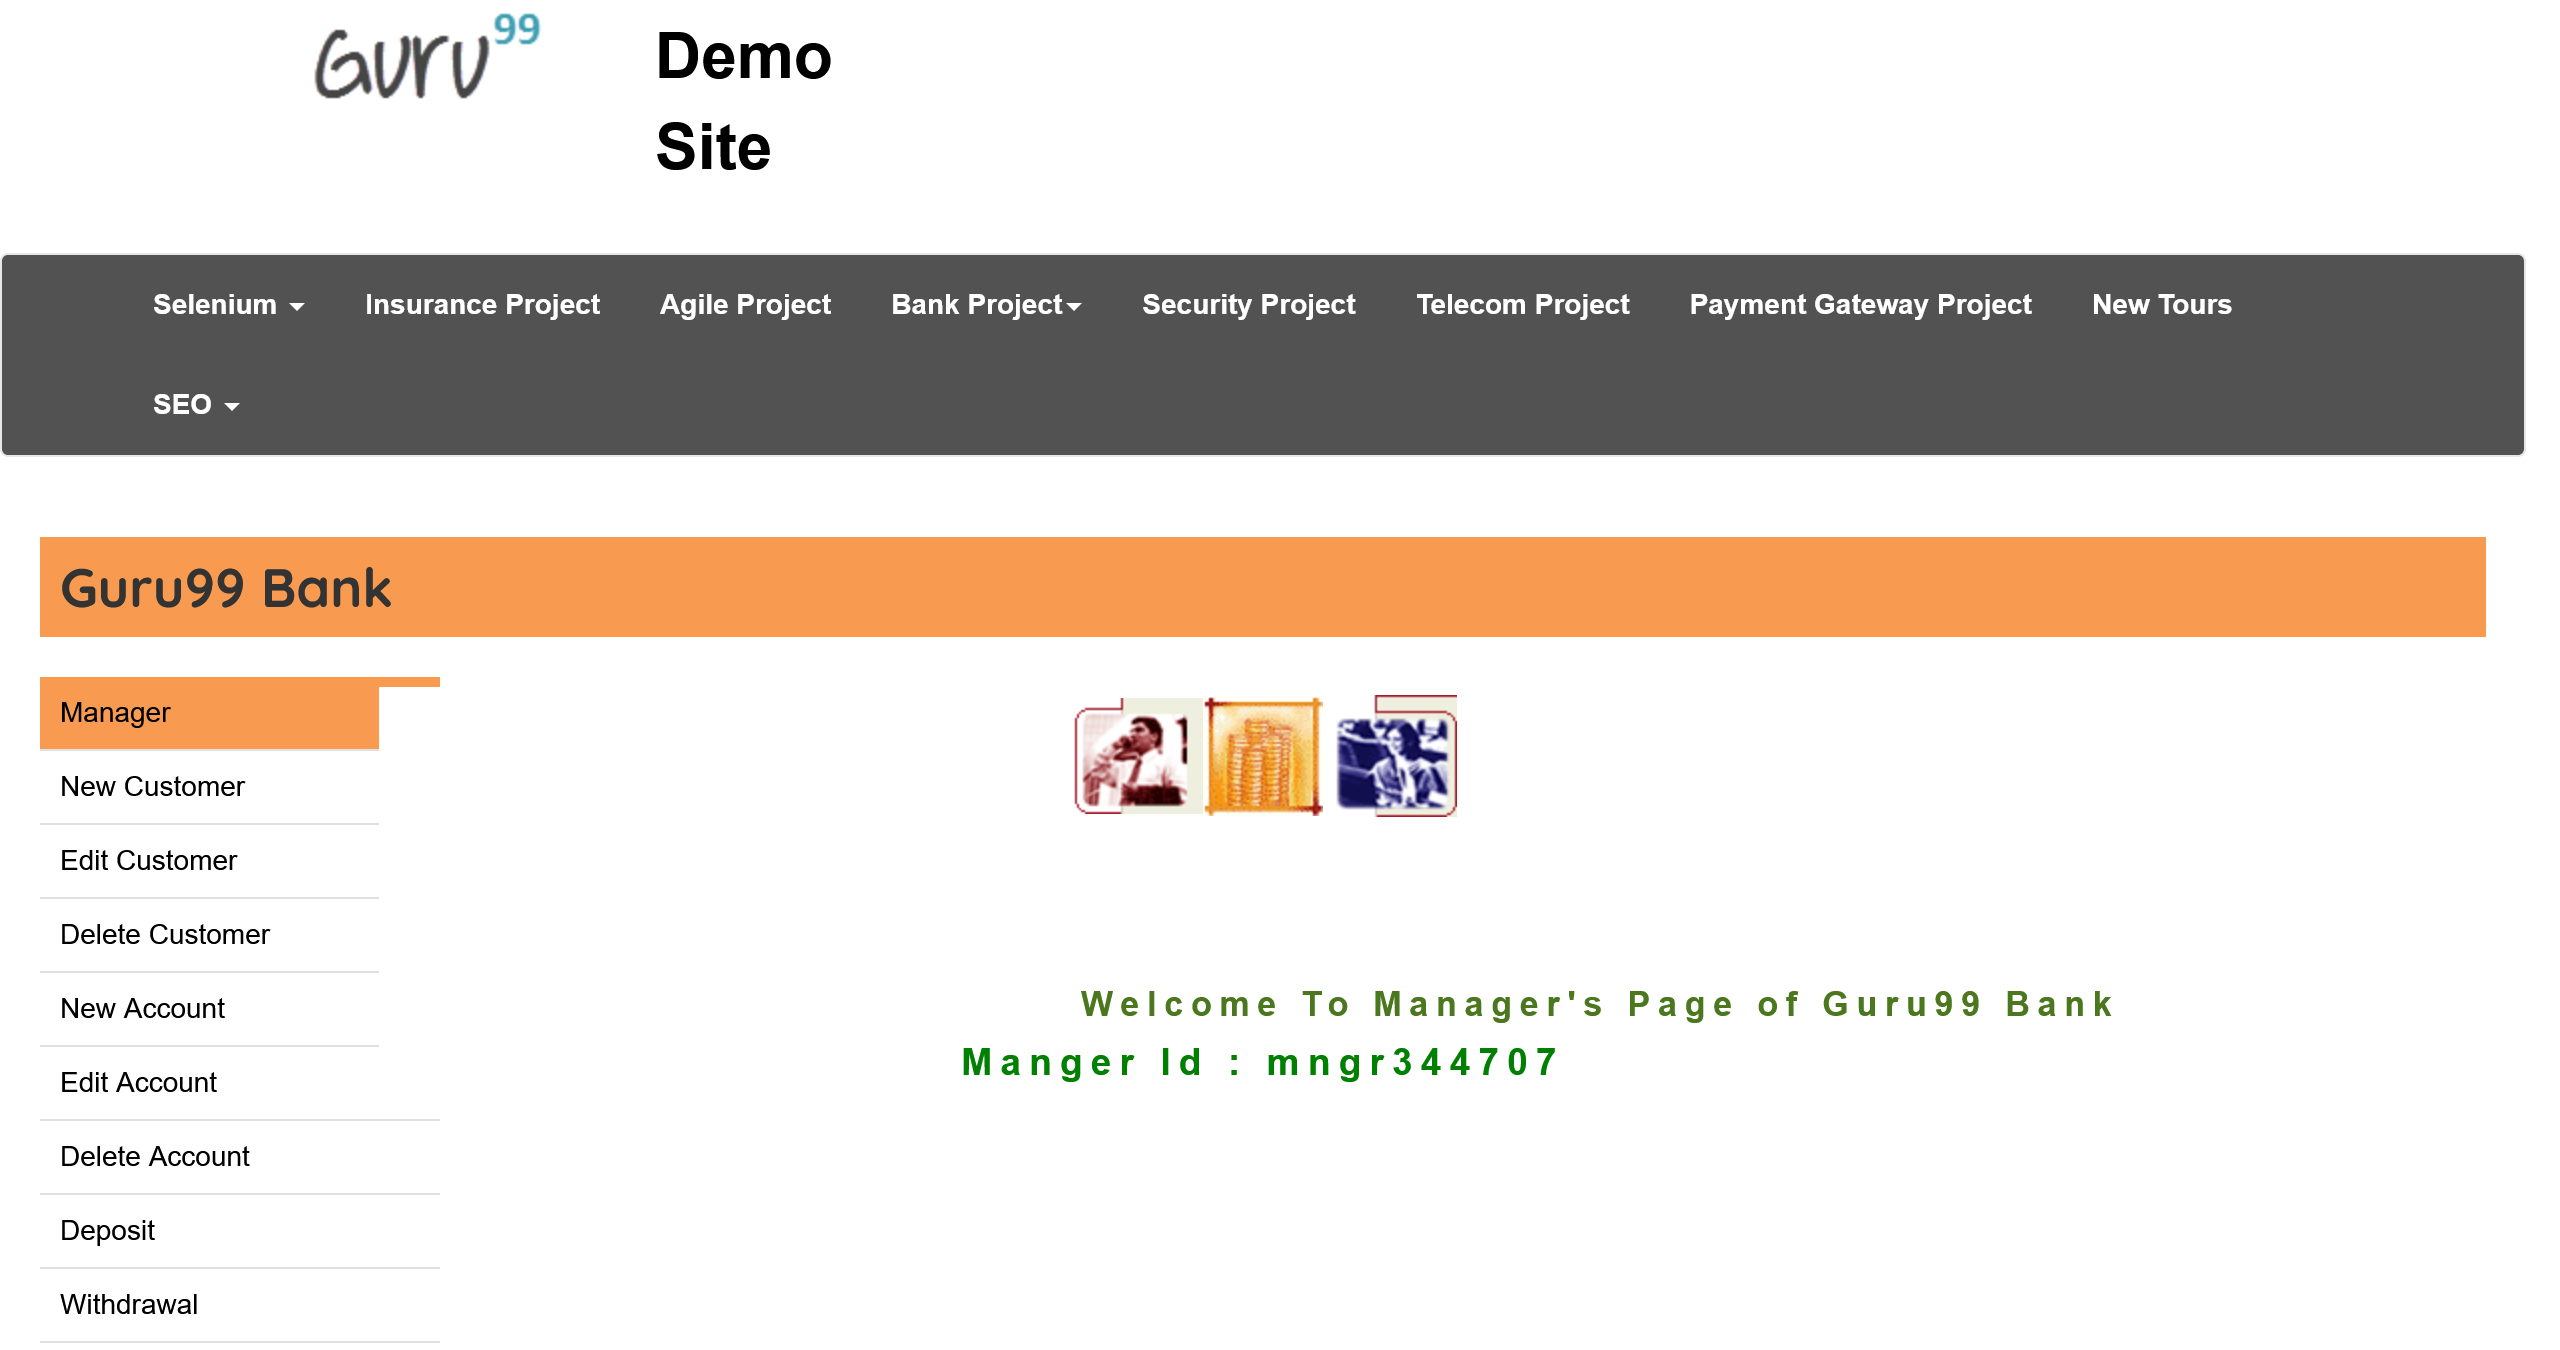 Guru99
Demo
Site
Selenium Insurance Project Agile Project Bank Project Security Project Telecom Project Payment Gateway Project New Tours
SEO
Guru99 Bank
Manager
New Customer
Edit Customer
Delete Customer
New Account
Edit Account
Delete Account
Deposit
Withdrawal
Welcome To Manager's Page of Guru99 Bank
Manger Id : mngr344707